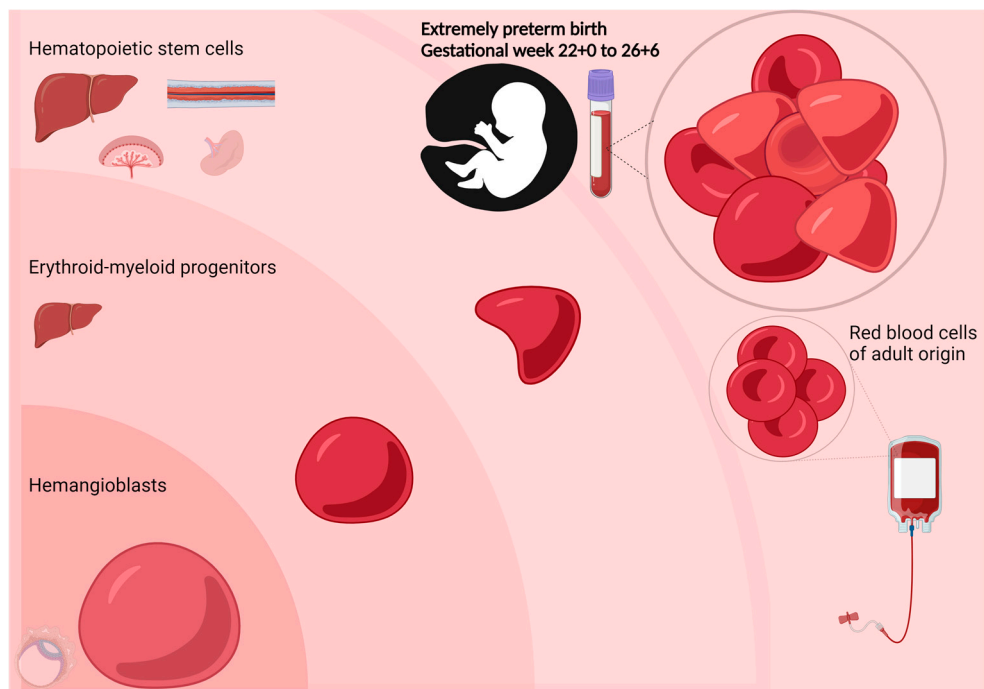 Hematopoietic stem cells
Extremely preterm birth
Gestational week 22+0 to 26+6
Erythroid-myeloid progenitors
Red blood cells
of adult origin
Hemangioblasts